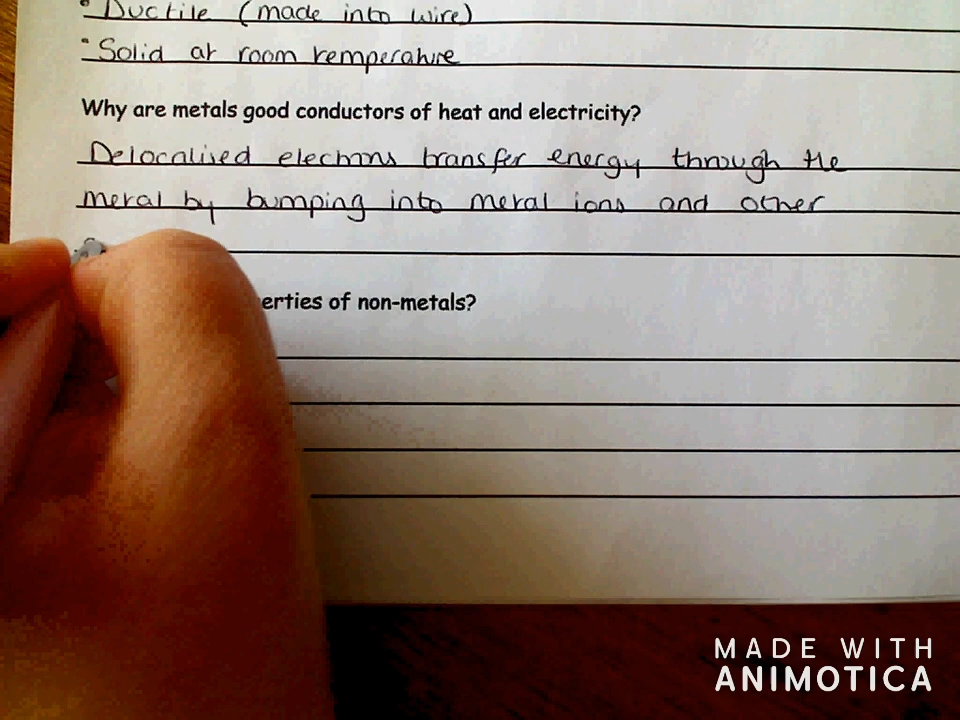 • Ductile (made into wire)
• Solid at room temperature
Why are metals good conductors of heat and electricity?
Delocalised electrons transfer energy through the
metal by bumping into metal ions and other
erties of non-metals?
MADE WITH
ANIMOTICA